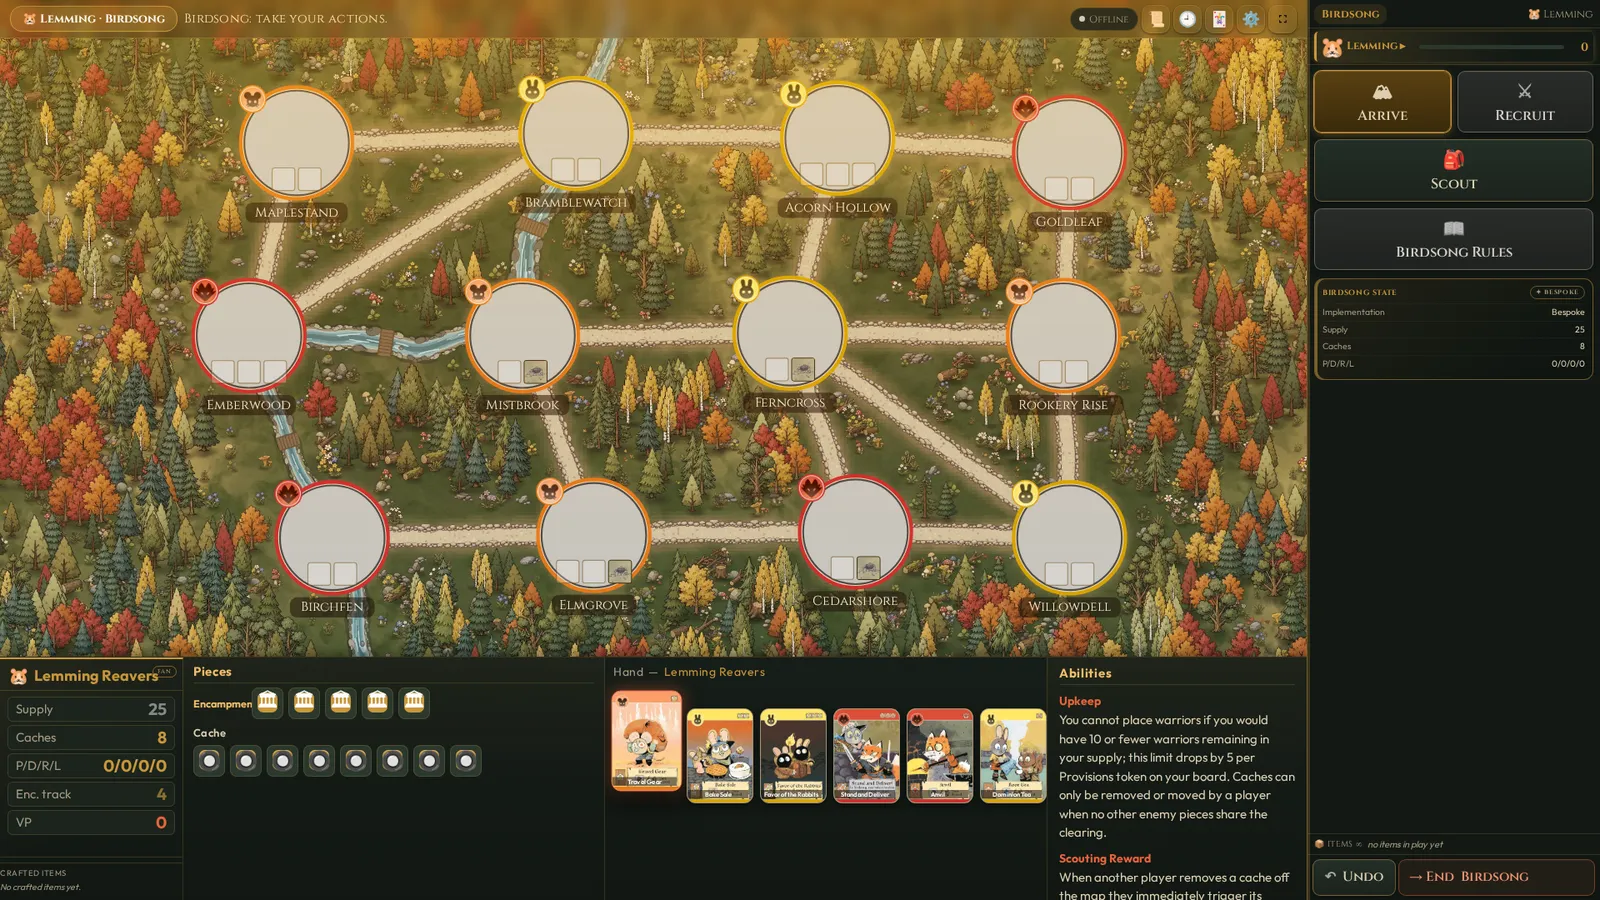 Lemming · Birdsong
Birdsong: take your actions.
Offline
Birdsong
Lemming
Lemming ▸
0
Arrive
Recruit
Scout
Birdsong Rules
Birdsong State
+ Bespoke
Implementation Bespoke
Supply 25
Caches 8
P/D/R/L 0/0/0/0
Maplestand
Bramblewatch
Acorn Hollow
Goldleaf
Emberwood
Mistbrook
Ferncross
Rookery Rise
Birchfen
Elmgrove
Cedarshore
Willowdell
Lemming Reavers
FAN
Supply 25
Caches 8
P/D/R/L 0/0/0/0
Enc. track 4
VP 0
CRAFTED ITEMS
No crafted items yet.
Pieces
Encampmen
Cache
Hand — Lemming Reavers
Travel Gear
Bake Sale
Favor of the Rabbits
Stand and Deliver
Anvil
Abilities
Upkeep
You cannot place warriors if you would
have 10 or fewer warriors remaining in
your supply; this limit drops by 5 per
Provisions token on your board. Caches can
only be removed or moved by a player
when no other enemy pieces share the
clearing.
Scouting Reward
When another player removes a cache off
the map they immediately trigger its
Items
no items in play yet
Undo
→ End Birdsong